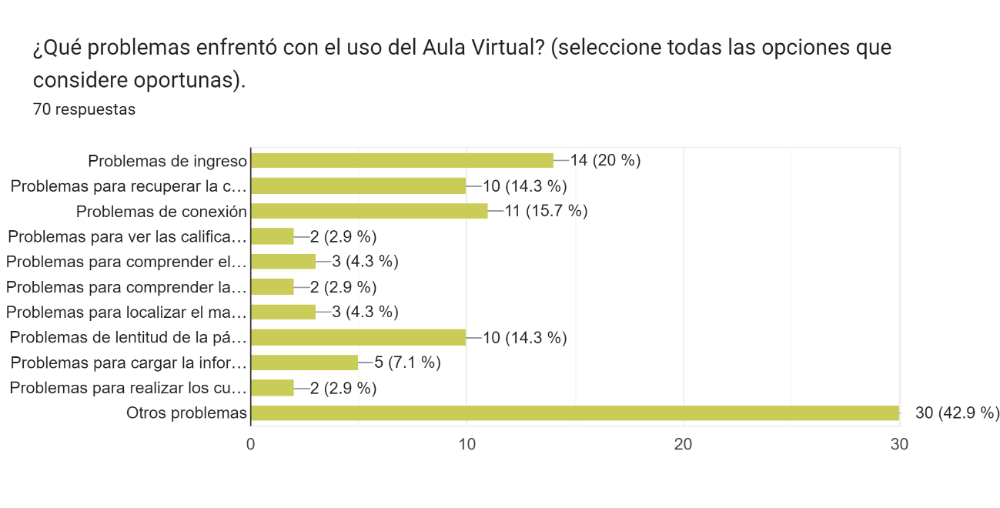 ¿Qué problemas enfrentó con el uso del Aula Virtual? (seleccione todas las opciones que
considere oportunas).
70 respuestas
Problemas de ingreso 14 (20 %)
Problemas para recuperar la c… 10 (14.3 %)
Problemas de conexión 11 (15.7 %)
Problemas para ver las califica… 2 (2.9 %)
Problemas para comprender el… 3 (4.3 %)
Problemas para comprender la… 2 (2.9 %)
Problemas para localizar el ma… 3 (4.3 %)
Problemas de lentitud de la pá… 10 (14.3 %)
Problemas para cargar la infor… 5 (7.1 %)
Problemas para realizar los cu… 2 (2.9 %)
Otros problemas 30 (42.9 %)
0 10 20 30